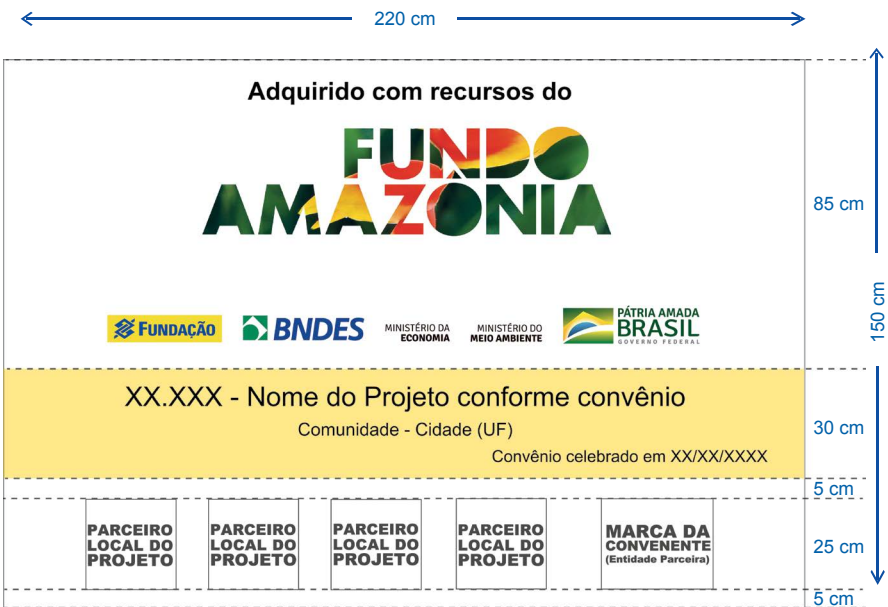 220 cm
Adquirido com recursos do
FUNDO
AMAZÔNIA
85 cm
150 cm
FUNDAÇÃO
BNDES
MINISTÉRIO DA
ECONOMIA
MINISTÉRIO DO
MEIO AMBIENTE
PÁTRIA AMADA
BRASIL
GOVERNO FEDERAL
XX.XXX - Nome do Projeto conforme convênio
Comunidade - Cidade (UF)
30 cm
Convênio celebrado em XX/XX/XXXX
5 cm
PARCEIRO
LOCAL DO
PROJETO
PARCEIRO
LOCAL DO
PROJETO
PARCEIRO
LOCAL DO
PROJETO
PARCEIRO
LOCAL DO
PROJETO
MARCA DA
CONVENENTE
(Entidade Parceira)
25 cm
5 cm